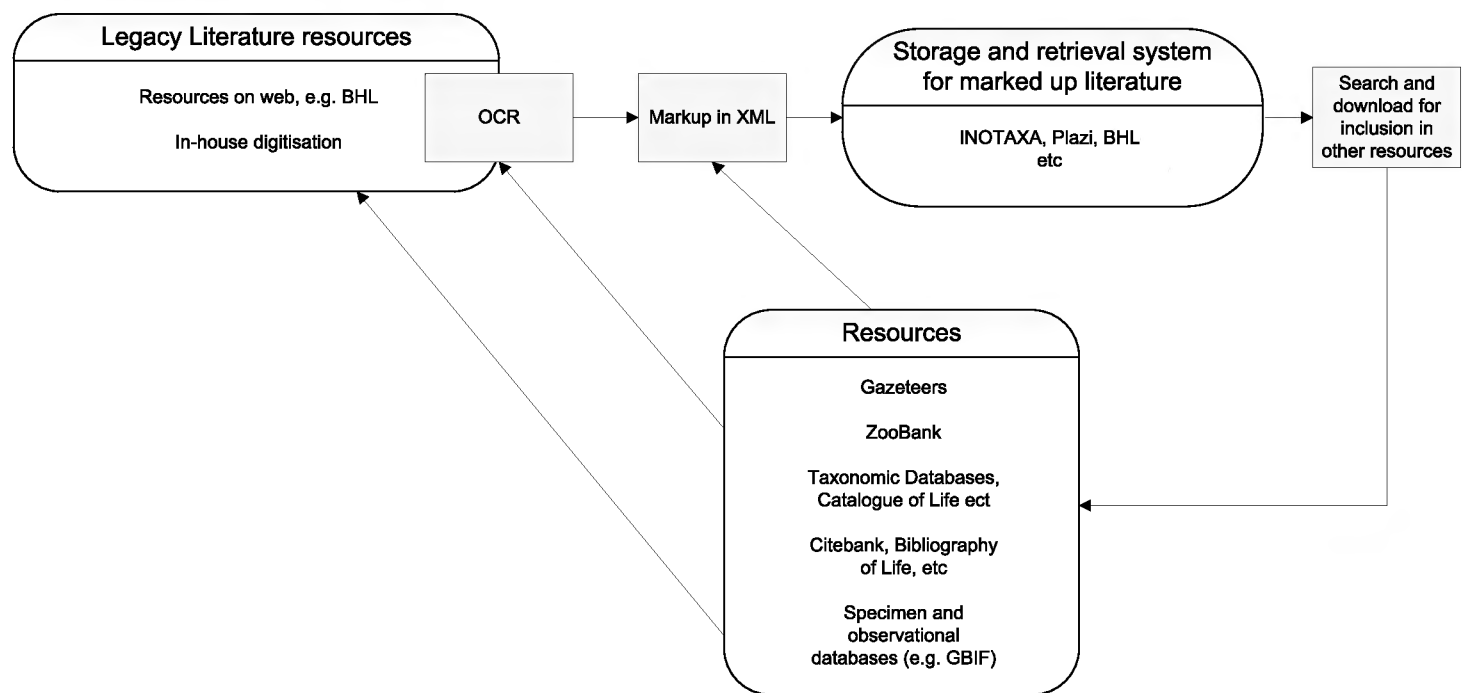 Legacy Literature resources
Resources on web, e.g. BHL
In-house digitisation
OCR
Markup in XML
Storage and retrieval system
for marked up literature
INOTAXA, Plazi, BHL
etc
Search and
download for
inclusion in
other resources
Resources
Gazeteers
ZooBank
Taxonomic Databases,
Catalogue of Life ect
Citebank, Bibliography
of Life, etc
Specimen and
observational
databases (e.g. GBIF)